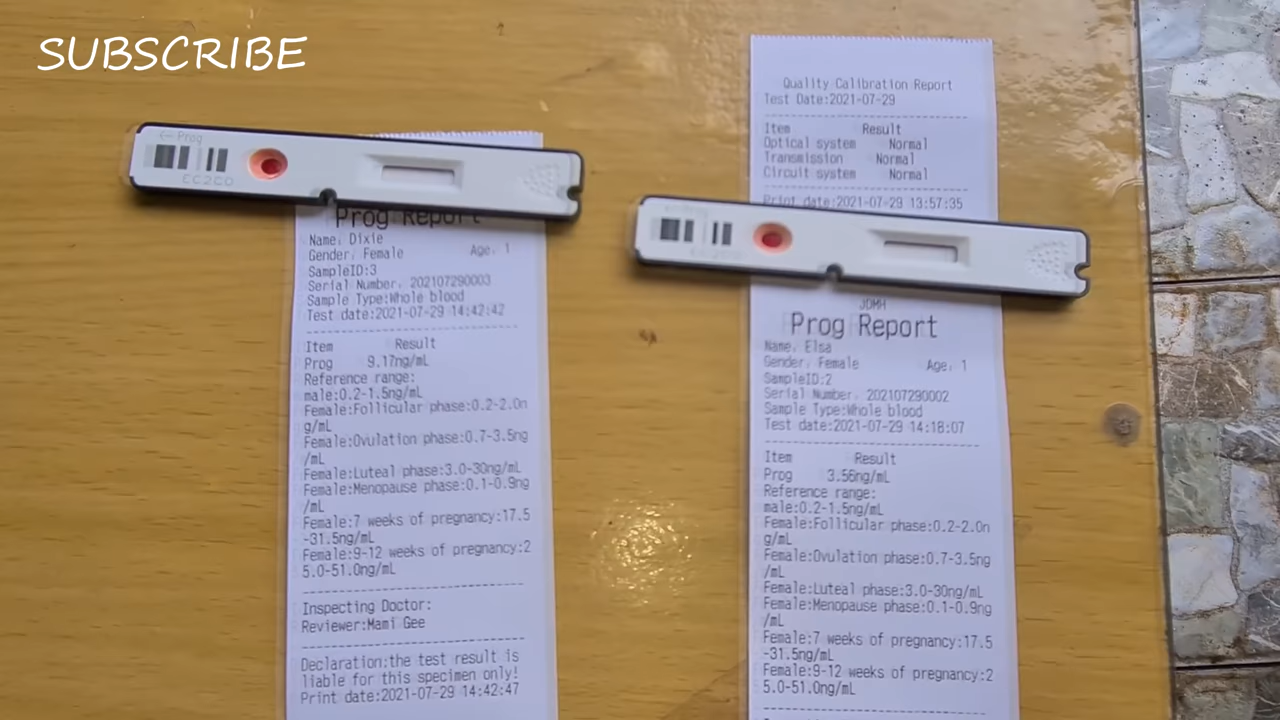 SUBSCRIBE
Prog
EC2CO
Prog Report
Name: Dixie
Gender: Female Age: 1
SampleID:3
Serial Number: 202107290003
Sample Type:Whole blood
Test date:2021-07-29 14:42:42
Item Result
Prog 9.17ng/mL
Reference range:
male:0.2-1.5ng/mL
Female:Follicular phase:0.2-2.0n
g/mL
Female:Ovulation phase:0.7-3.5ng
/mL
Female:Luteal phase:3.0-30ng/mL
Female:Menopause phase:0.1-0.9ng
/mL
Female:7 weeks of pregnancy:17.5
-31.5ng/mL
Female:9-12 weeks of pregnancy:2
5.0-51.0ng/mL
Inspecting Doctor:
Reviewer:Mami Gee
Declaration:the test result is
liable for this specimen only!
Print date:2021-07-29 14:42:47
Quality Calibration Report
Test Date:2021-07-29
Item Result
Optical system Normal
Transmission Normal
Circuit system Normal
Print date:2021-07-29 13:57:35
JOMH
Prog Report
Name: Elsa
Gender: Female Age: 1
SampleID:2
Serial Number: 202107290002
Sample Type:Whole blood
Test date:2021-07-29 14:18:07
Item Result
Prog 3.56ng/mL
Reference range:
male:0.2-1.5ng/mL
Female:Follicular phase:0.2-2.0n
g/mL
Female:Ovulation phase:0.7-3.5ng
/mL
Female:Luteal phase:3.0-30ng/mL
Female:Menopause phase:0.1-0.9ng
/mL
Female:7 weeks of pregnancy:17.5
-31.5ng/mL
Female:9-12 weeks of pregnancy:2
5.0-51.0ng/mL